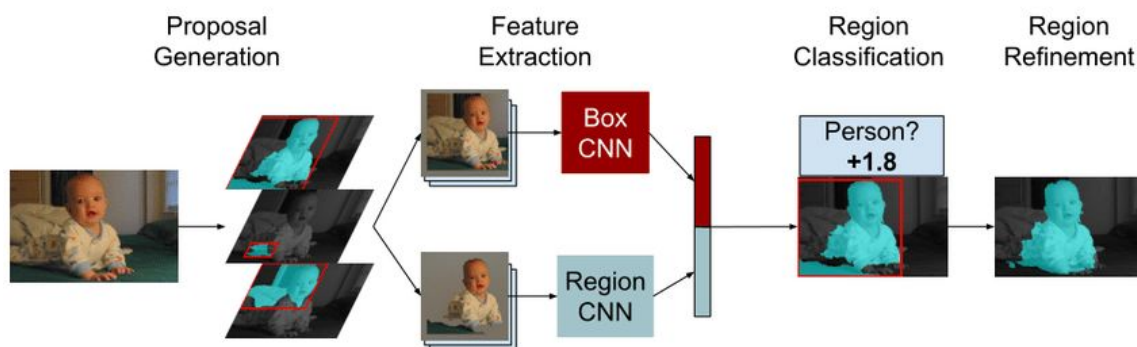 Proposal
Generation
Feature
Extraction
Region
Classification
Region
Refinement
Box
CNN
Region
CNN
Person?
+1.8